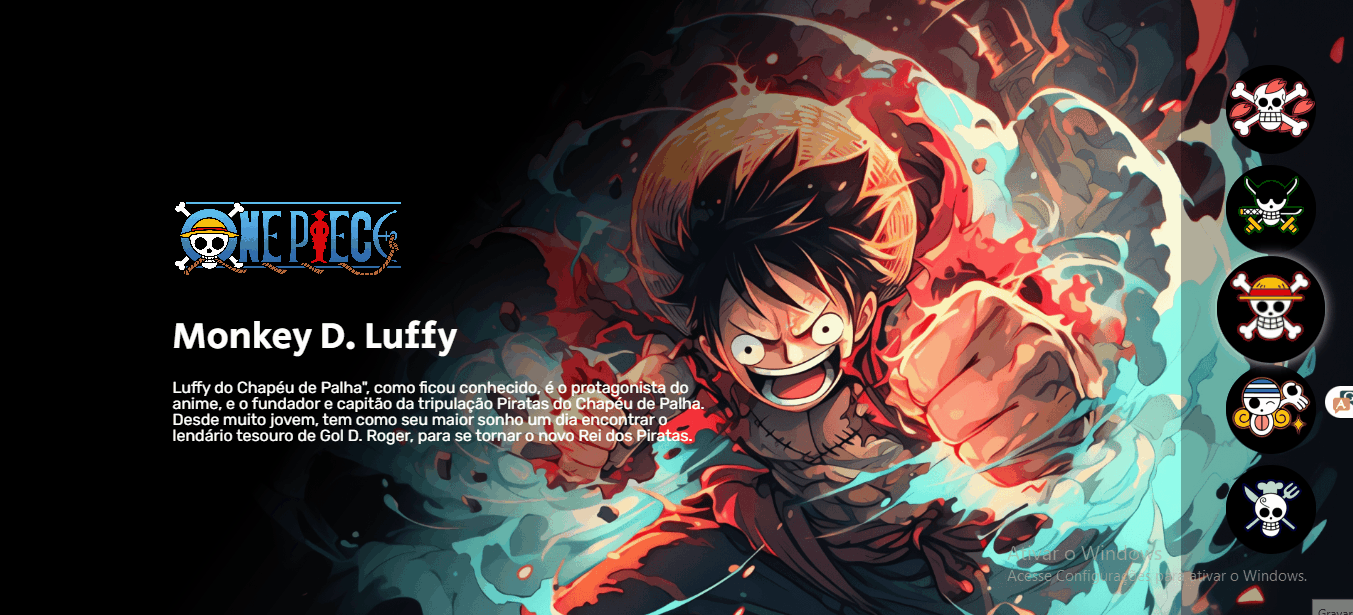 ONE PIECE
Monkey D. Luffy
Luffy do Chapéu de Palha", como ficou conhecido, é o protagonista do
anime, e o fundador e capitão da tripulação Piratas do Chapéu de Palha.
Desde muito jovem, tem como seu maior sonho um dia encontrar o
lendário tesouro de Gol D. Roger, para se tornar o novo Rei dos Piratas.
Ativar o Windows
Acesse Configurações para ativar o Windows.
Gravar